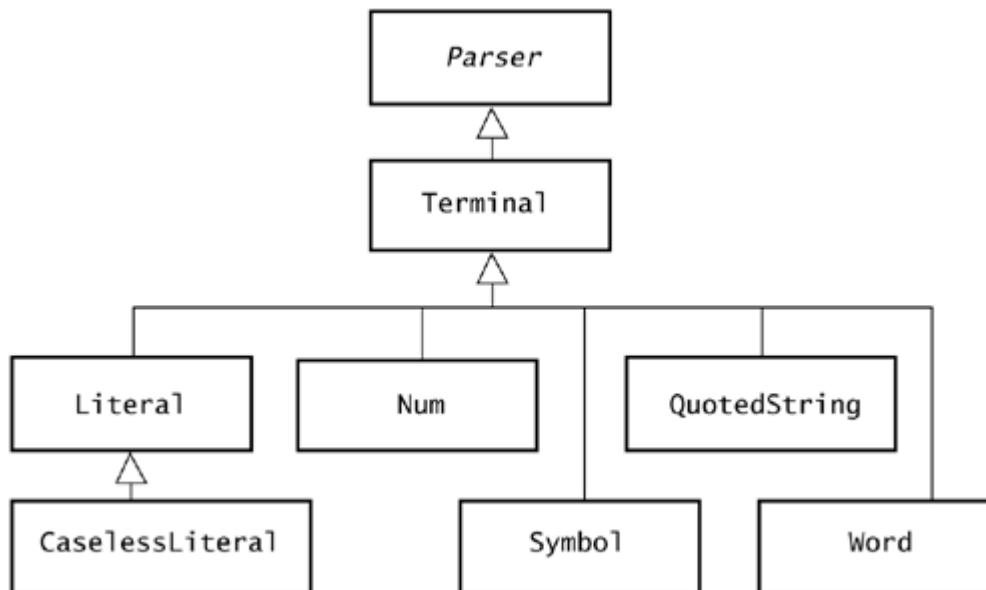 Parser
Terminal
Literal
Num
QuotedString
CaselessLiteral
Symbol
Word